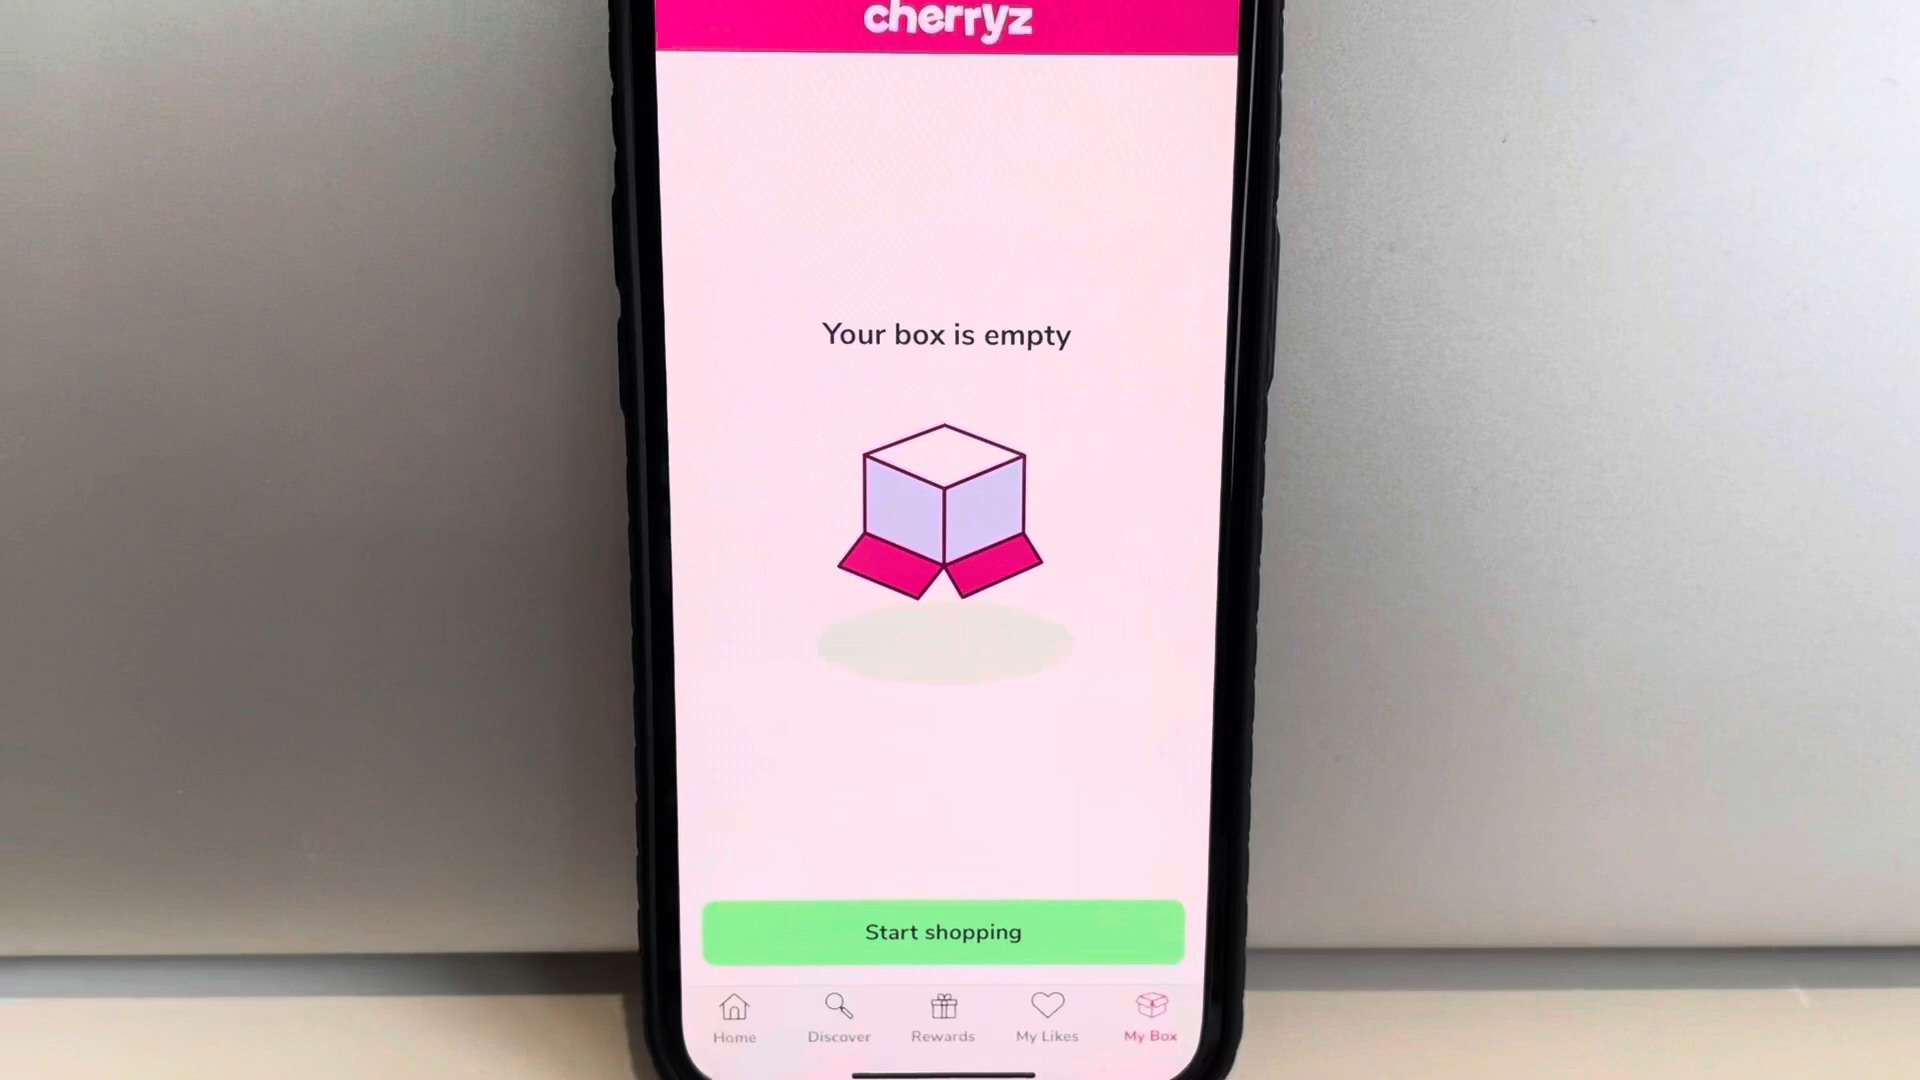 cherryz
Your box is empty
Start shopping
Home
Discover
Rewards
My Likes
My Box